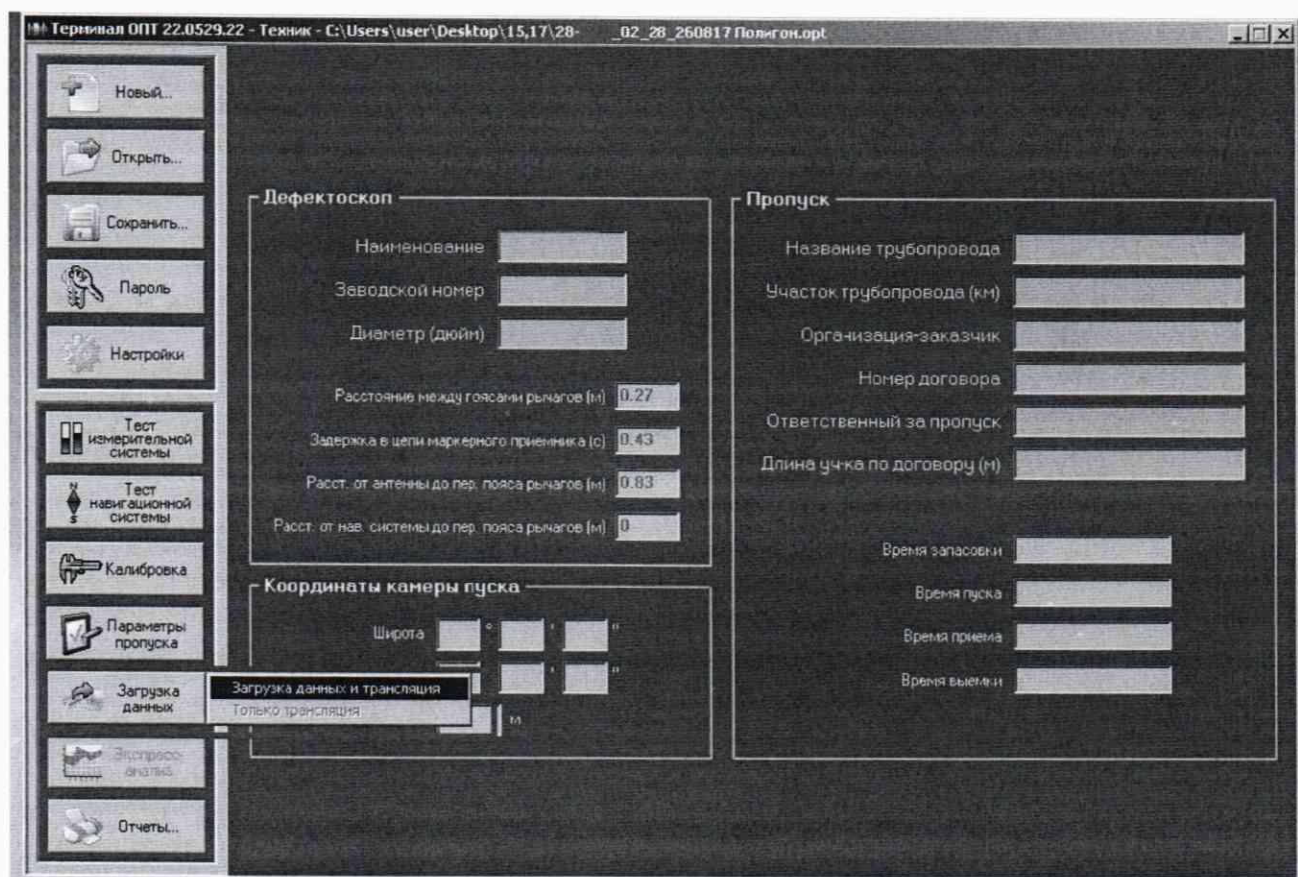 Терминал ОПТ 22.0529.22 - Техник - C:\Users\user\Desktop\15,17\28- _02_28_260817 Полигон.opt
Новый...
Открыть...
Сохранить...
Пароль
Настройки
Тест
измерительной
системы
Тест
навигационной
системы
N
S
Калибровка
Параметры
пропуска
Загрузка
данных
Загрузка данных и трансляция
Только трансляция
Экспресс-
анализ
Отчеты...
Дефектоскоп
Наименование
Заводской номер
Диаметр (дюйм)
Расстояние между поясами рычагов (м) 0.27
Задержка в цепи маркерного приемника (с) 0.43
Расст. от антенны до пер. пояса рычагов (м) 0.83
Расст. от нав. системы до пер. пояса рычагов (м) 0
Координаты камеры пуска
Широта ° ' "
' "
м
Пропуск
Название трубопровода
Участок трубопровода (км)
Организация-заказчик
Номер договора
Ответственный за пропуск
Длина уч-ка по договору (м)
Время запасовки
Время пуска
Время приема
Время выемки